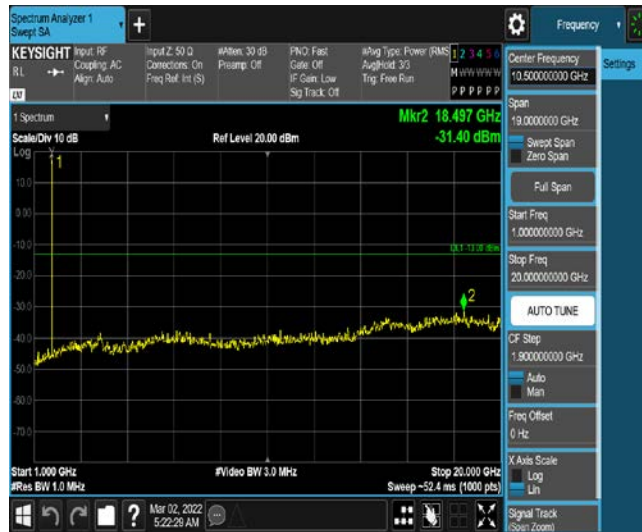 Spectrum Analyzer 1
Swept SA
+
Frequency
KEYSIGHT
RL
LXI
Input: RF
Coupling: AC
Align: Auto
Input Z: 50 Ω
Corrections: On
Freq Ref: Int (S)
#Atten: 30 dB
Preamp: Off
PNO: Fast
Gate: Off
IF Gain: Low
Sig Track: Off
#Avg Type: Power (RMS
Avg|Hold: 3/3
Trig: Free Run
1 2 3 4 5 6
M W W W W W
P P P P P P
1 Spectrum
Scale/Div 10 dB
Log
Ref Level 20.00 dBm
Mkr2 18.497 GHz
-31.40 dBm
1
10.0
0.00
-10.0
DL1 -13.00 dBm
-20.0
2
-30.0
-40.0
-50.0
-60.0
-70.0
Start 1.000 GHz
#Res BW 1.0 MHz
#Video BW 3.0 MHz
Stop 20.000 GHz
Sweep ~52.4 ms (1000 pts)
Mar 02, 2022
5:22:29 AM
?
Center Frequency
10.500000000 GHz
Settings
Span
19.0000000 GHz
Swept Span
Zero Span
Full Span
Start Freq
1.000000000 GHz
Stop Freq
20.000000000 GHz
AUTO TUNE
CF Step
1.900000000 GHz
Auto
Man
Freq Offset
0 Hz
X Axis Scale
Log
Lin
Signal Track
(Span Zoom)